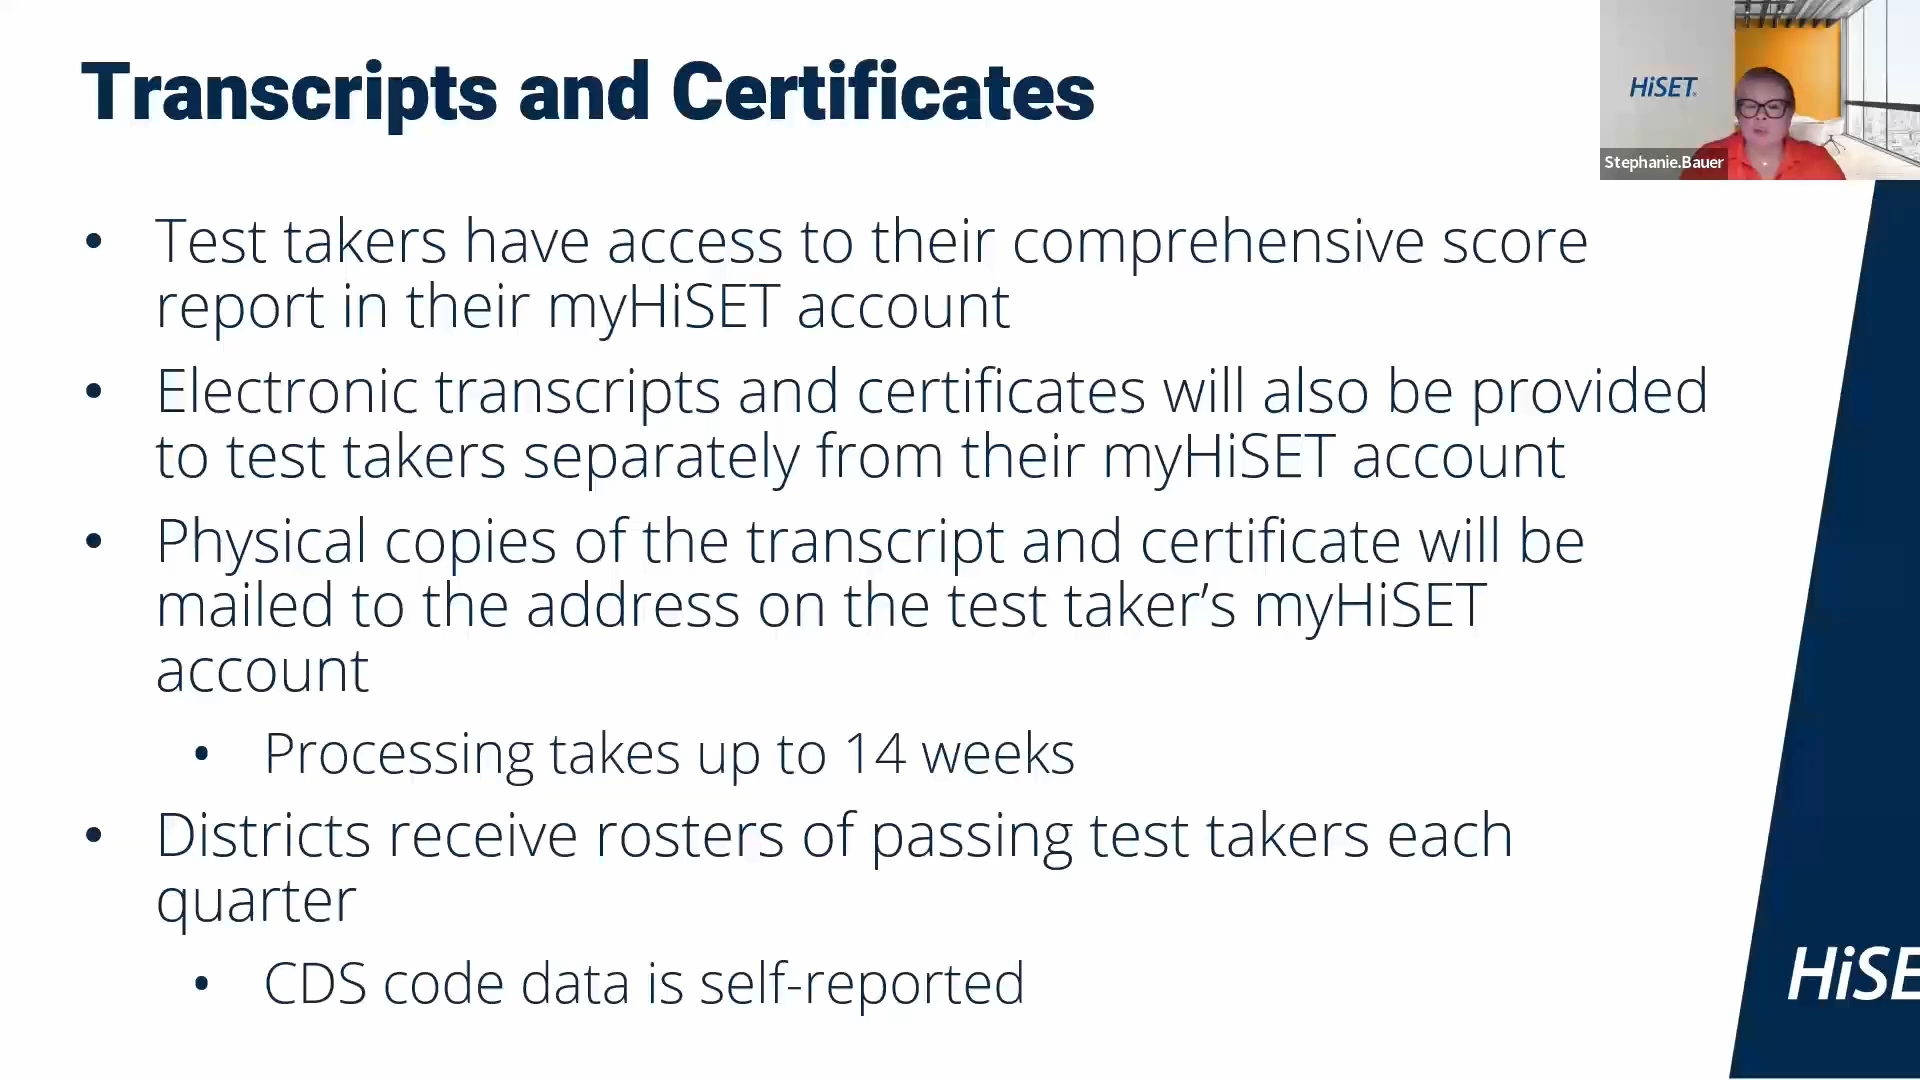 Transcripts and Certificates
HiSET
Stephanie.Bauer
• Test takers have access to their comprehensive score
report in their myHiSET account
• Electronic transcripts and certificates will also be provided
to test takers separately from their myHiSET account
• Physical copies of the transcript and certificate will be
mailed to the address on the test taker’s myHiSET
account
• Processing takes up to 14 weeks
• Districts receive rosters of passing test takers each
quarter
• CDS code data is self-reported
HiSE